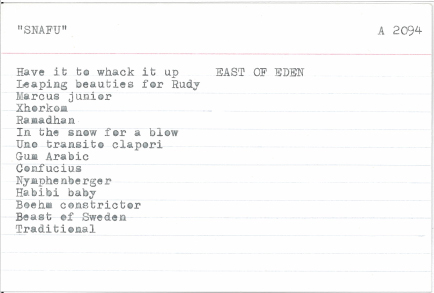 "SNAFU" A 2094
Have it to whack it up EAST OF EDEN
Leaping beauties for Rudy
Marcus junior
Xhorkom
Ramadhan
In the snow for a blow
Uno transito clapori
Gum Arabic
Confucius
Nymphenberger
Habibi baby
Boehm constrictor
Beast of Sweden
Traditional